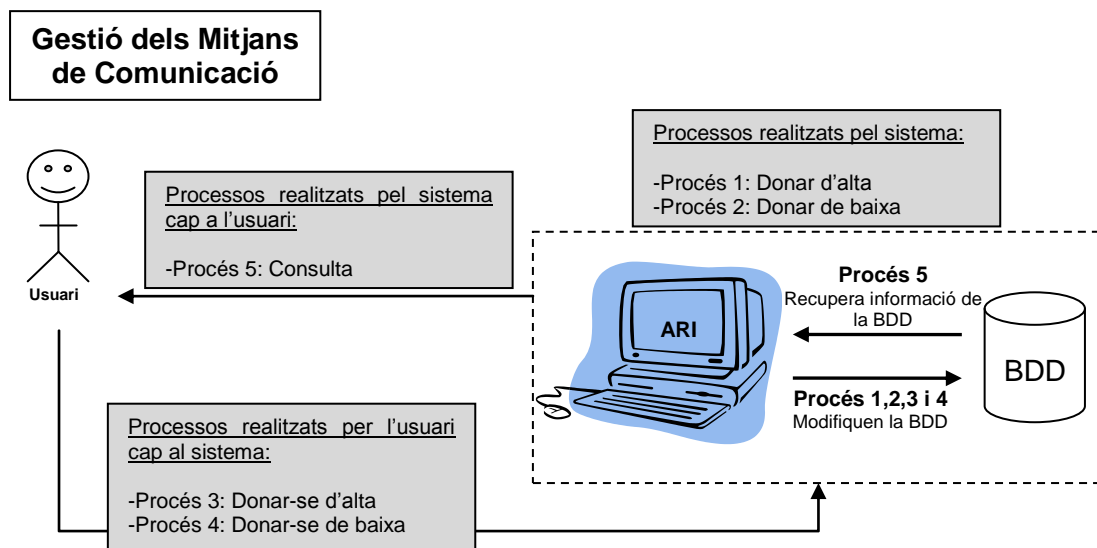 Gestió dels Mitjans
de Comunicació
Processos realitzats pel sistema:
-Procés 1: Donar d'alta
-Procés 2: Donar de baixa
Processos realitzats pel sistema
cap a l'usuari:
-Procés 5: Consulta
Usuari
ARI
Procés 5
Recupera informació de
la BDD
BDD
Procés 1,2,3 i 4
Modifiquen la BDD
Processos realitzats per l'usuari
cap al sistema:
-Procés 3: Donar-se d'alta
-Procés 4: Donar-se de baixa